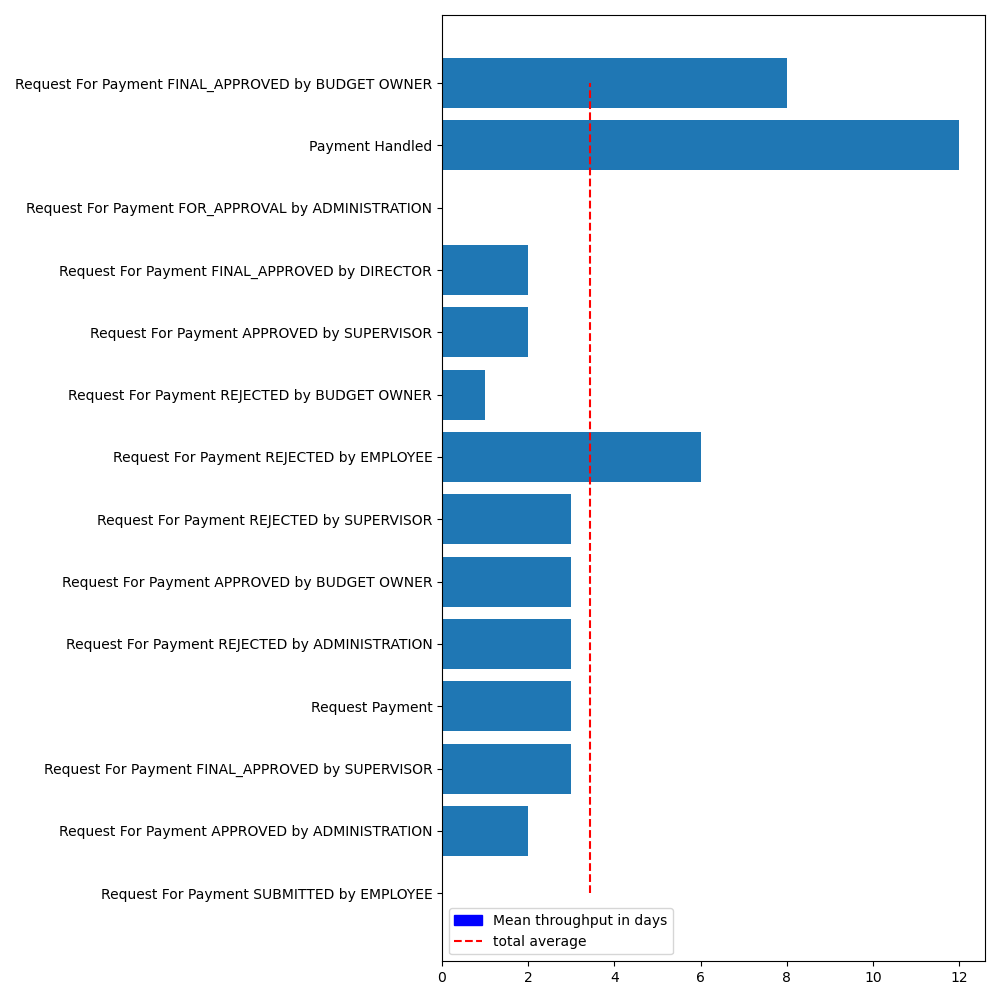 Request For Payment FINAL_APPROVED by BUDGET OWNER
Payment Handled
Request For Payment FOR_APPROVAL by ADMINISTRATION
Request For Payment FINAL_APPROVED by DIRECTOR
Request For Payment APPROVED by SUPERVISOR
Request For Payment REJECTED by BUDGET OWNER
Request For Payment REJECTED by EMPLOYEE
Request For Payment REJECTED by SUPERVISOR
Request For Payment APPROVED by BUDGET OWNER
Request For Payment REJECTED by ADMINISTRATION
Request Payment
Request For Payment FINAL_APPROVED by SUPERVISOR
Request For Payment APPROVED by ADMINISTRATION
Request For Payment SUBMITTED by EMPLOYEE
Mean throughput in days
total average
0 2 4 6 8 10 12